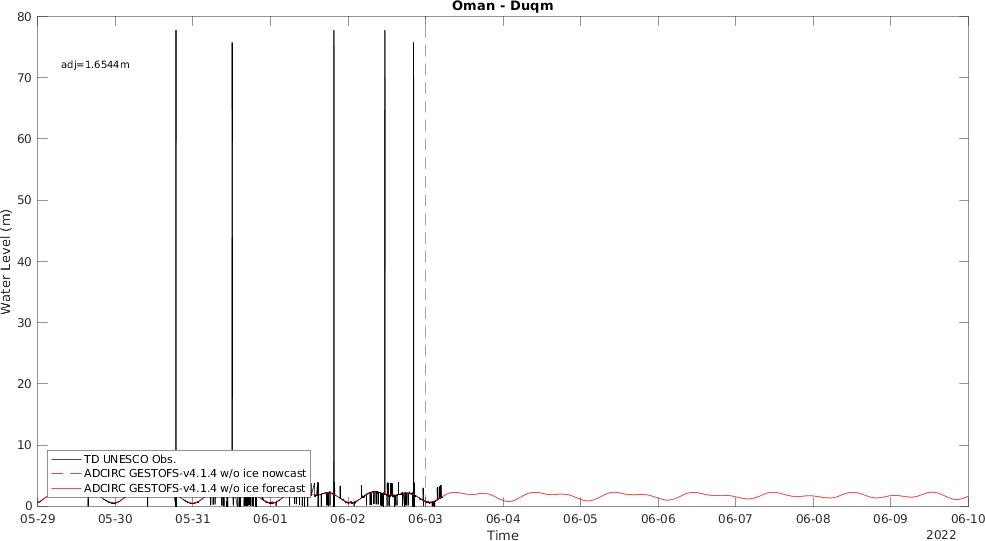 Oman - Duqm
80
70
60
50
40
30
20
10
0
Water Level (m)
adj=1.6544m
TD UNESCO Obs.
ADCIRC GESTOFS-v4.1.4 w/o ice nowcast
ADCIRC GESTOFS-v4.1.4 w/o ice forecast
05-29 05-30 05-31 06-01 06-02 06-03 06-04 06-05 06-06 06-07 06-08 06-09 06-10
Time
2022